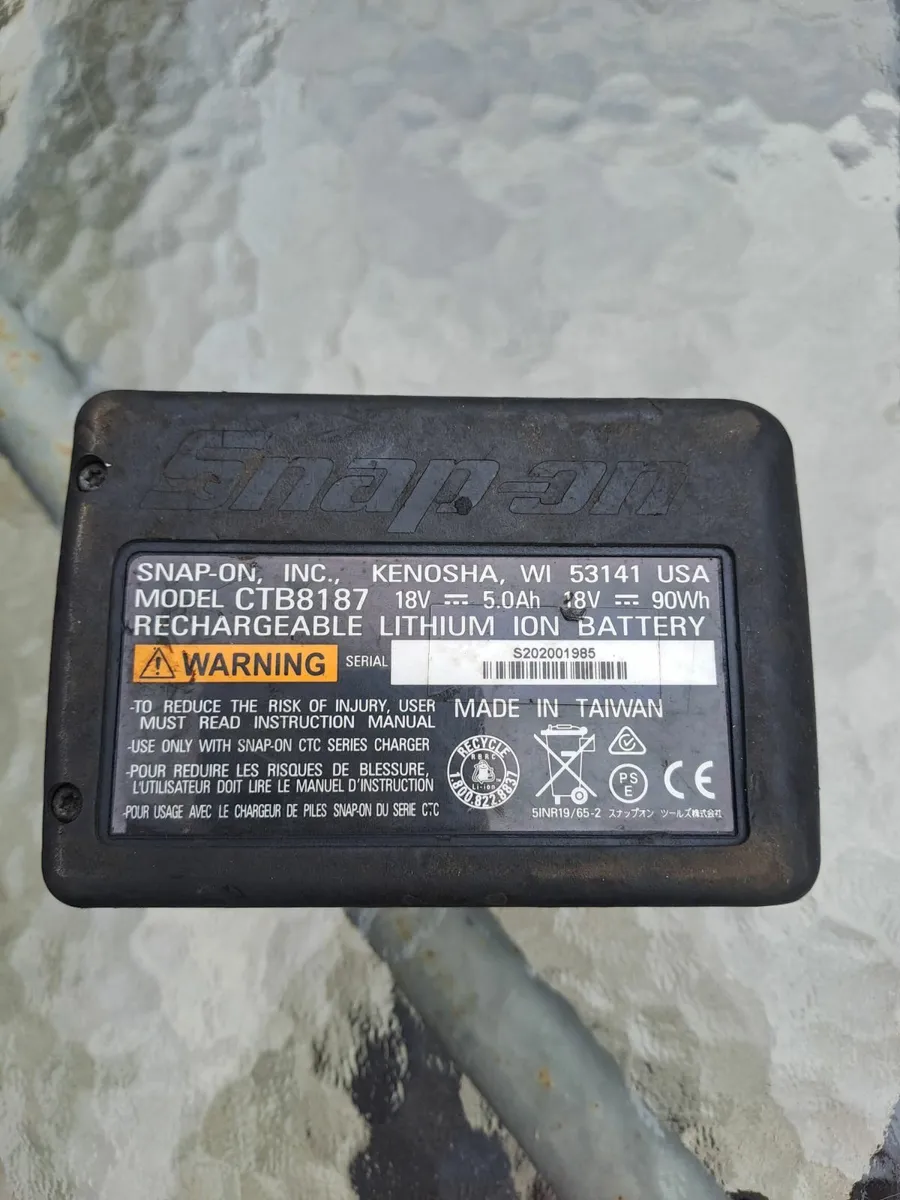 Snap-on
SNAP-ON, INC., KENOSHA, WI 53141 USA
MODEL CTB8187 18V ⎓ 5.0Ah 18V ⎓ 90Wh
RECHARGEABLE LITHIUM ION BATTERY
WARNING SERIAL S202001985
-TO REDUCE THE RISK OF INJURY, USER
MUST READ INSTRUCTION MANUAL
-USE ONLY WITH SNAP-ON CTC SERIES CHARGER
-POUR REDUIRE LES RISQUES DE BLESSURE,
L'UTILISATEUR DOIT LIRE LE MANUEL D'INSTRUCTION
-POUR USAGE AVEC LE CHARGEUR DE PILES SNAP-ON DU SERIE CTC
MADE IN TAIWAN
RECYCLE
RBRC
Li-ion
1.800.822.8837
PS
E
CE
5INR19/65-2 スナップオン ツールズ株式会社